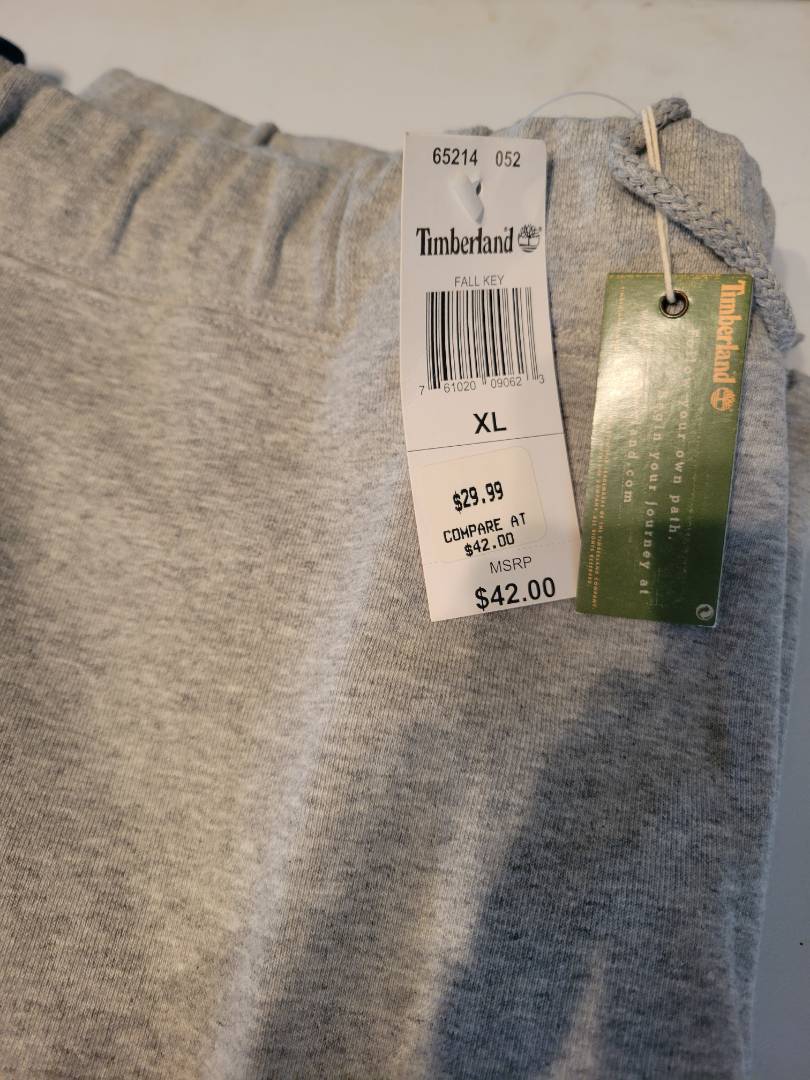 65214 052
Timberland
FALL KEY
7 61020 09062 3
XL
$29.99
COMPARE AT
$42.00
MSRP
$42.00
Timberland
your own path.
your journey at
.com